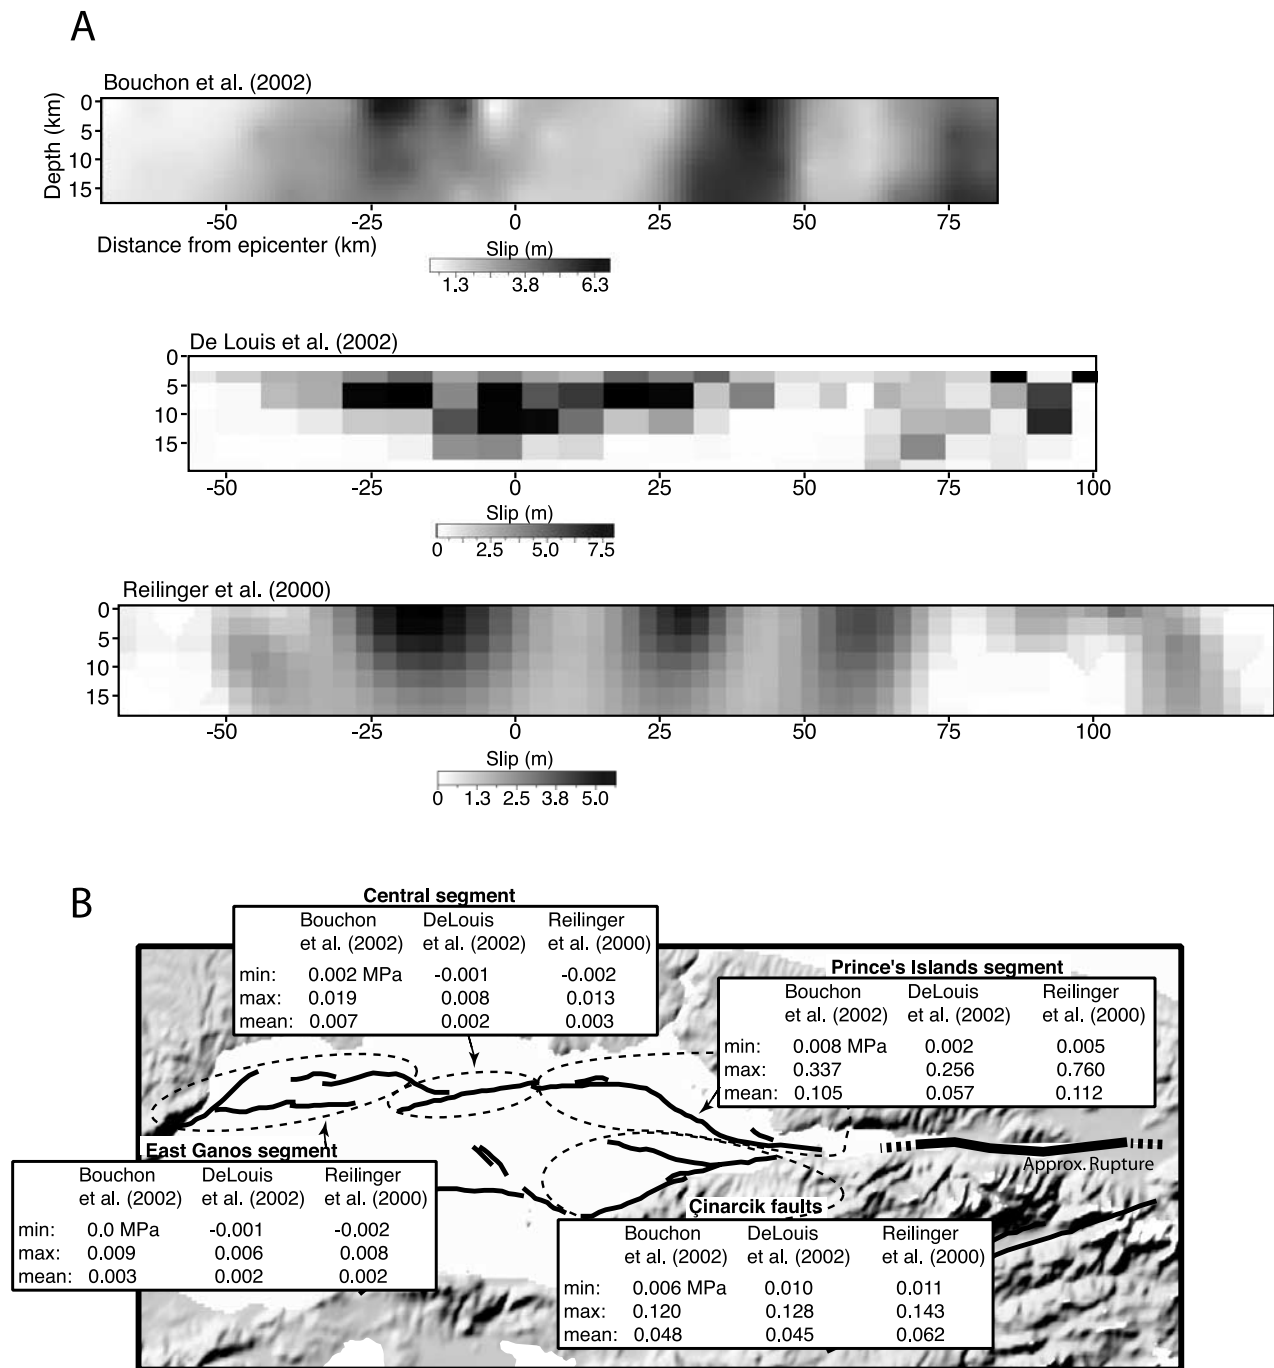 A
Bouchon et al. (2002)
Depth (km)
0
5
10
15
-50 -25 0 25 50 75
Distance from epicenter (km)
Slip (m)
1.3 3.8 6.3
De Louis et al. (2002)
0
5
10
15
-50 -25 0 25 50 75 100
Slip (m)
0 2.5 5.0 7.5
Reilinger et al. (2000)
0
5
10
15
-50 -25 0 25 50 75 100
Slip (m)
0 1.3 2.5 3.8 5.0
B
Central segment
Bouchon DeLouis Reilinger
et al. (2002) et al. (2002) et al. (2000)
min: 0.002 MPa -0.001 -0.002
max: 0.019 0.008 0.013
mean: 0.007 0.002 0.003
Prince's Islands segment
Bouchon DeLouis Reilinger
et al. (2002) et al. (2002) et al. (2000)
min: 0.008 MPa 0.002 0.005
max: 0.337 0.256 0.760
mean: 0.105 0.057 0.112
East Ganos segment
Bouchon DeLouis Reilinger
et al. (2002) et al. (2002) et al. (2000)
min: 0.0 MPa -0.001 -0.002
max: 0.009 0.006 0.008
mean: 0.003 0.002 0.002
Approx. Rupture
Çinarcik faults
Bouchon DeLouis Reilinger
et al. (2002) et al. (2002) et al. (2000)
min: 0.006 MPa 0.010 0.011
max: 0.120 0.128 0.143
mean: 0.048 0.045 0.062